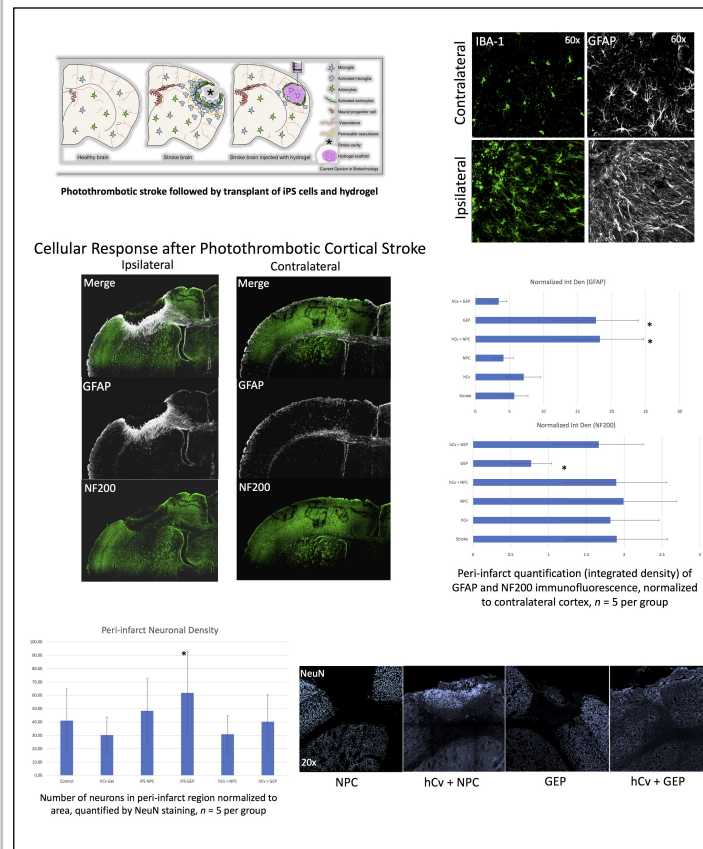 Healthy brain
Stroke brain
Stroke brain injected with hydrogel
Microglia
Activated microglia
Astrocytes
Activated astrocytes
Neural progenitor cell
Vasculature
Permeable vasculature
* Stroke cavity
Hydrogel scaffold
Current Opinion in Biotechnology
Photothrombotic stroke followed by transplant of iPS cells and hydrogel
IBA-1 60x
GFAP 60x
Contralateral
Ipsilateral
Cellular Response after Photothrombotic Cortical Stroke
Ipsilateral
Contralateral
Merge
Merge
GFAP
GFAP
NF200
NF200
Normalized Int Den (GFAP)
hCv + GEP
GEP
*
hCv + NPC
*
NPC
hCv
Stroke
0 5 10 15 20 25 30
Normalized Int Den (NF200)
hCv + GEP
GEP
*
hCv + NPC
NPC
hCv
Stroke
0 0.5 1 1.5 2 2.5 3
Peri-infarct quantification (integrated density) of
GFAP and NF200 immunofluorescence, normalized
to contralateral cortex, n = 5 per group
Peri-infarct Neuronal Density
100.00
90.00
80.00
70.00
60.00
50.00
40.00
30.00
20.00
10.00
0.00
*
Control hCv Gel iPS-NPC iPS-GEP hCv + NPC hCv + GEP
Number of neurons in peri-infarct region normalized to
area, quantified by NeuN staining, n = 5 per group
NeuN
20x
NPC hCv + NPC GEP hCv + GEP